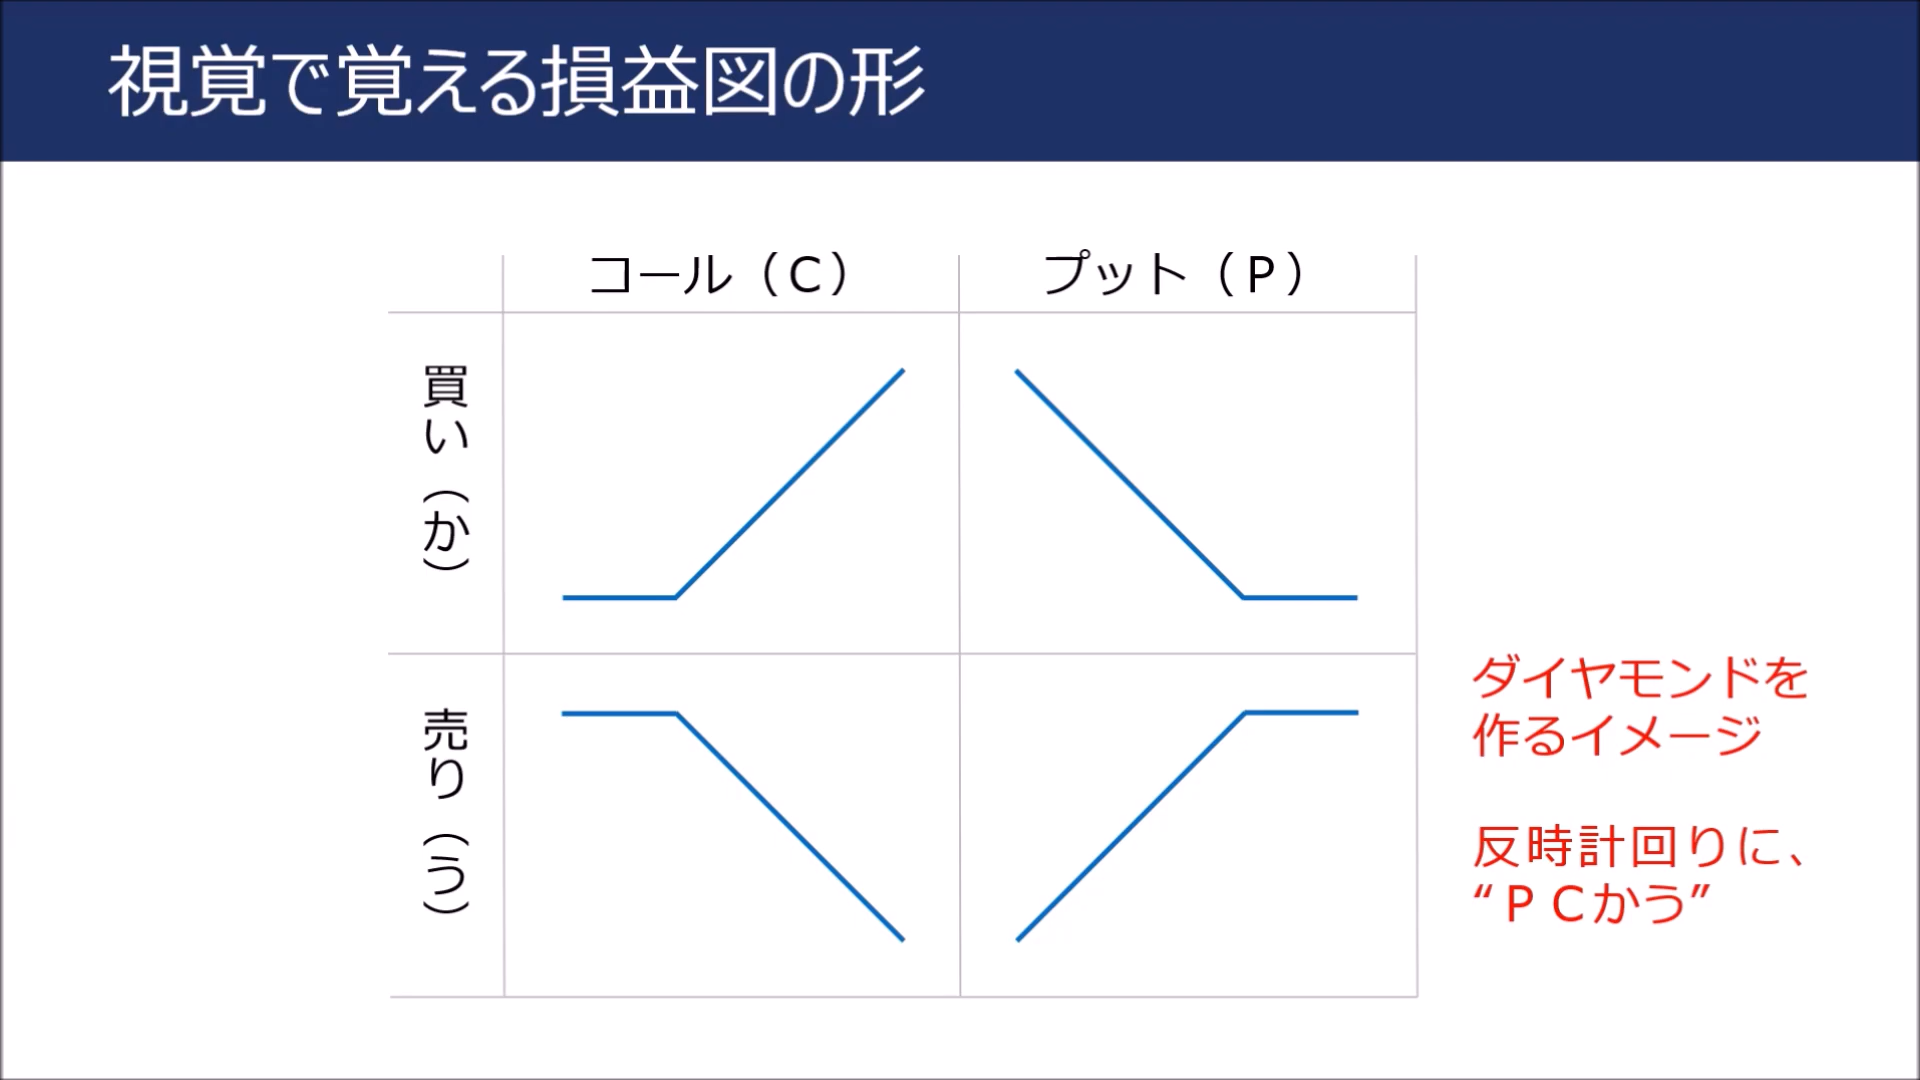 視覚で覚える損益図の形
コール（C）
プット（P）
買い（か）
売り（う）
ダイヤモンドを
作るイメージ
反時計回りに、
“ＰＣかう”